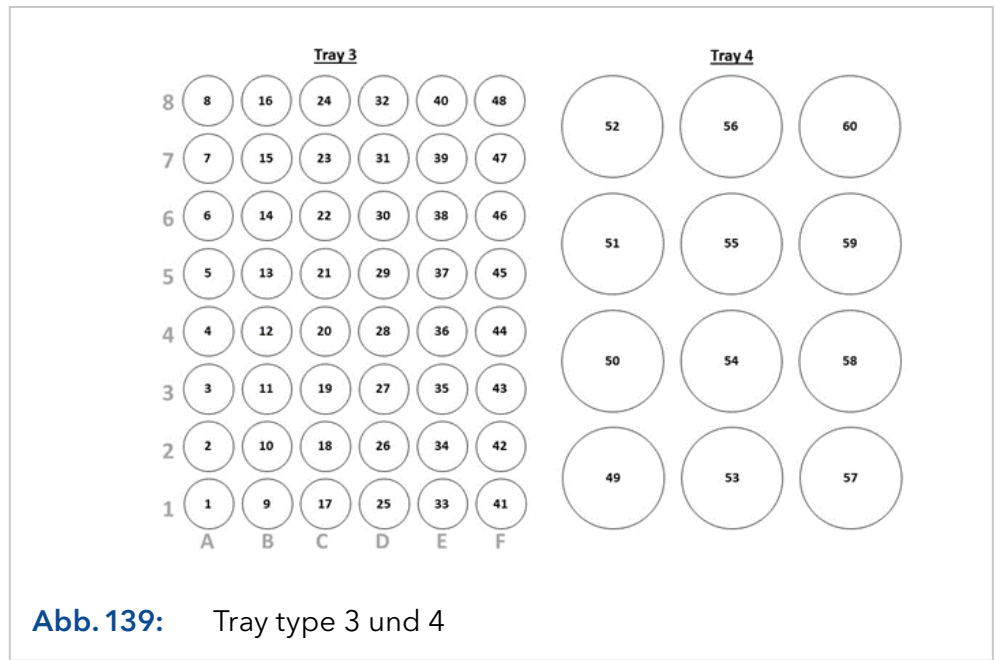 Tray 3 Tray 4
8 8 16 24 32 40 48
52 56 60
7 7 15 23 31 39 47
6 6 14 22 30 38 46
51 55 59
5 5 13 21 29 37 45
4 4 12 20 28 36 44
50 54 58
3 3 11 19 27 35 43
2 2 10 18 26 34 42
49 53 57
1 1 9 17 25 33 41
A B C D E F
Abb. 139: Tray type 3 und 4